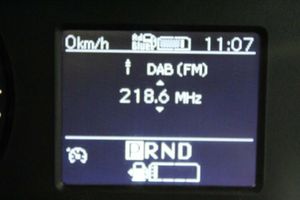 0km/h 11:07
DAB (FM)
218.6 MHz
PRND